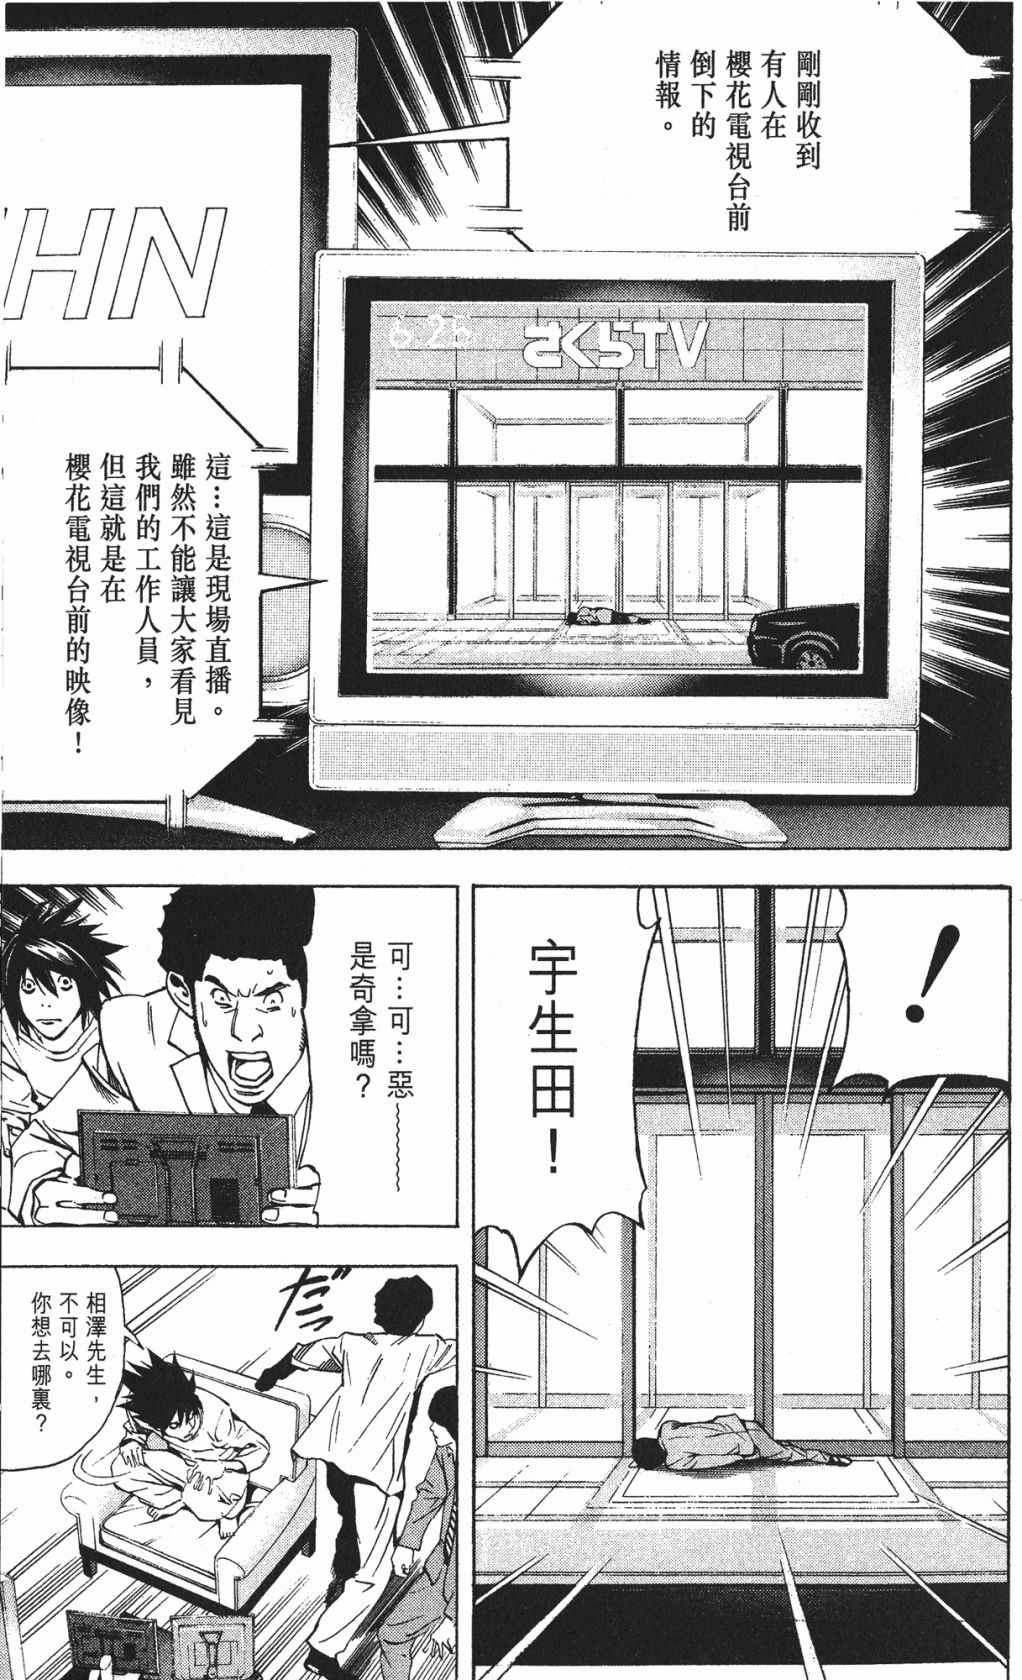 剛剛收到
有人在
櫻花電視台前
倒下的
情報。
HN
6:25
さくらTV
這…這是現場直播。
雖然不能讓大家看見
我們的工作人員，
但這就是在
櫻花電視台前的映像！
！
宇生田！
可…可…惡~~~
是奇拿嗎？
だっ
相澤先生，
不可以。
你想去哪裏？